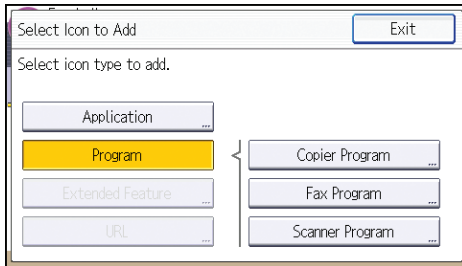 Select Icon to Add
Exit
Select icon type to add.
Application
Program
Copier Program
Extended Feature
Fax Program
URL
Scanner Program